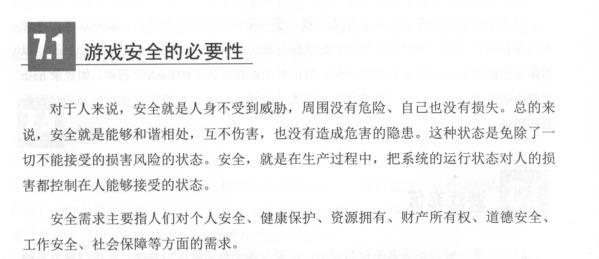 7.1 游戏安全的必要性
对于人来说，安全就是人身不受到威胁，周围没有危险、自己也没有损失。总的来
说，安全就是能够和谐相处，互不伤害，也没有造成危害的隐患。这种状态是免除了一
切不能接受的损害风险的状态。安全，就是在生产过程中，把系统的运行状态对人的损
害都控制在人能够接受的状态。
安全需求主要指人们对个人安全、健康保护、资源拥有、财产所有权、道德安全、
工作安全、社会保障等方面的需求。